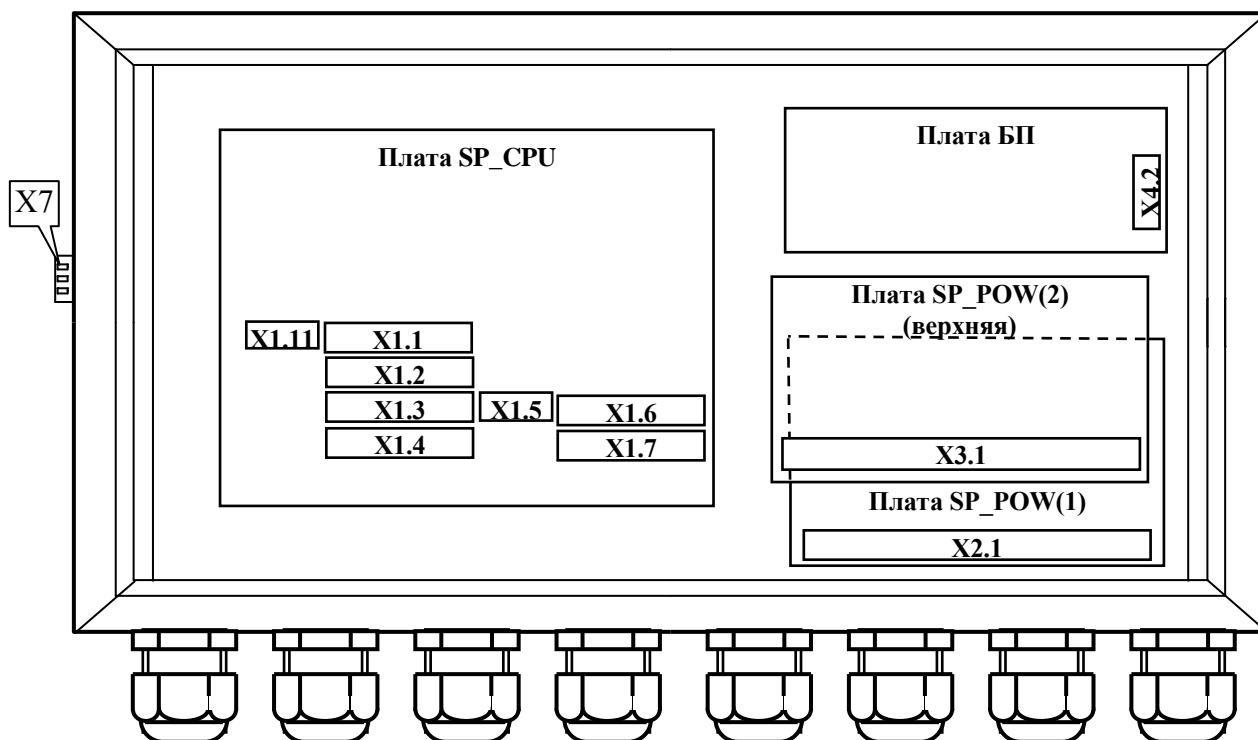 Плата SP_CPU
Плата БП
X4.2
X7
Плата SP_POW(2)
(верхняя)
X1.11
X1.1
X1.2
X1.3
X1.5
X1.6
X1.4
X1.7
X3.1
Плата SP_POW(1)
X2.1